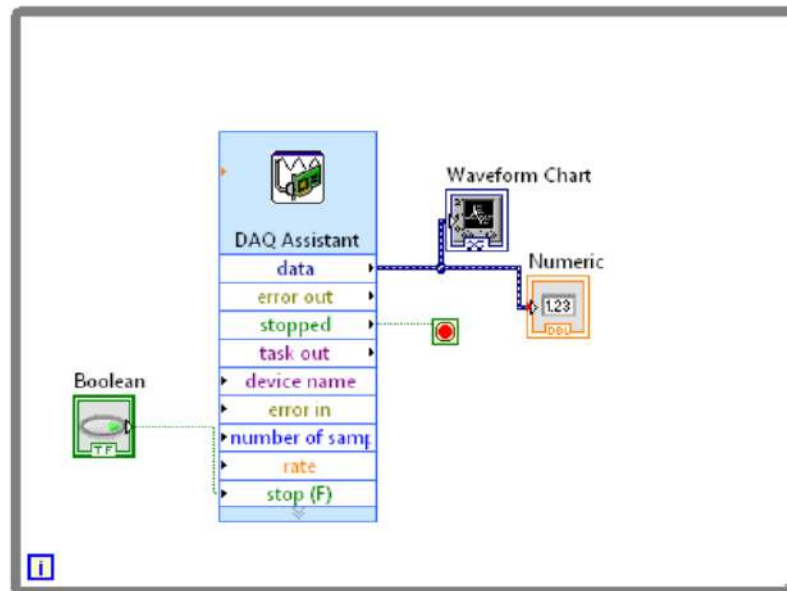 Waveform Chart
DAQ Assistant
Numeric
data
error out
1.23
DBL
stopped
task out
Boolean
device name
error in
TF
number of samp
rate
stop (F)
i